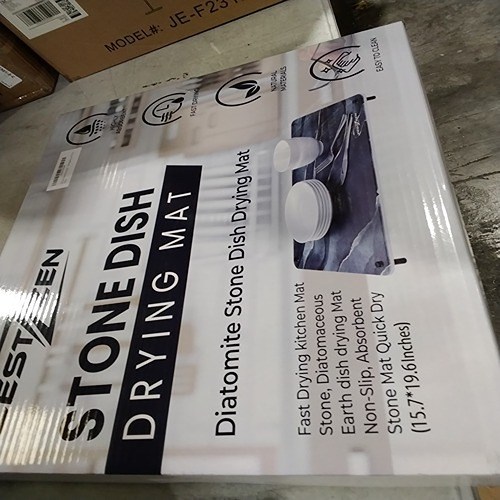 MODEL#: JE-F23
FAST DRYING
NATURAL
MATERIALS
EASY TO CLEAN
STONE DISH
DRYING MAT
Diatomite Stone Dish Drying Mat
Fast Drying kitchen Mat
Stone, Diatomaceous
Earth dish drying Mat
Non-Slip, Absorbent
Stone Mat Quick Dry
(15.7*19.6Inches)